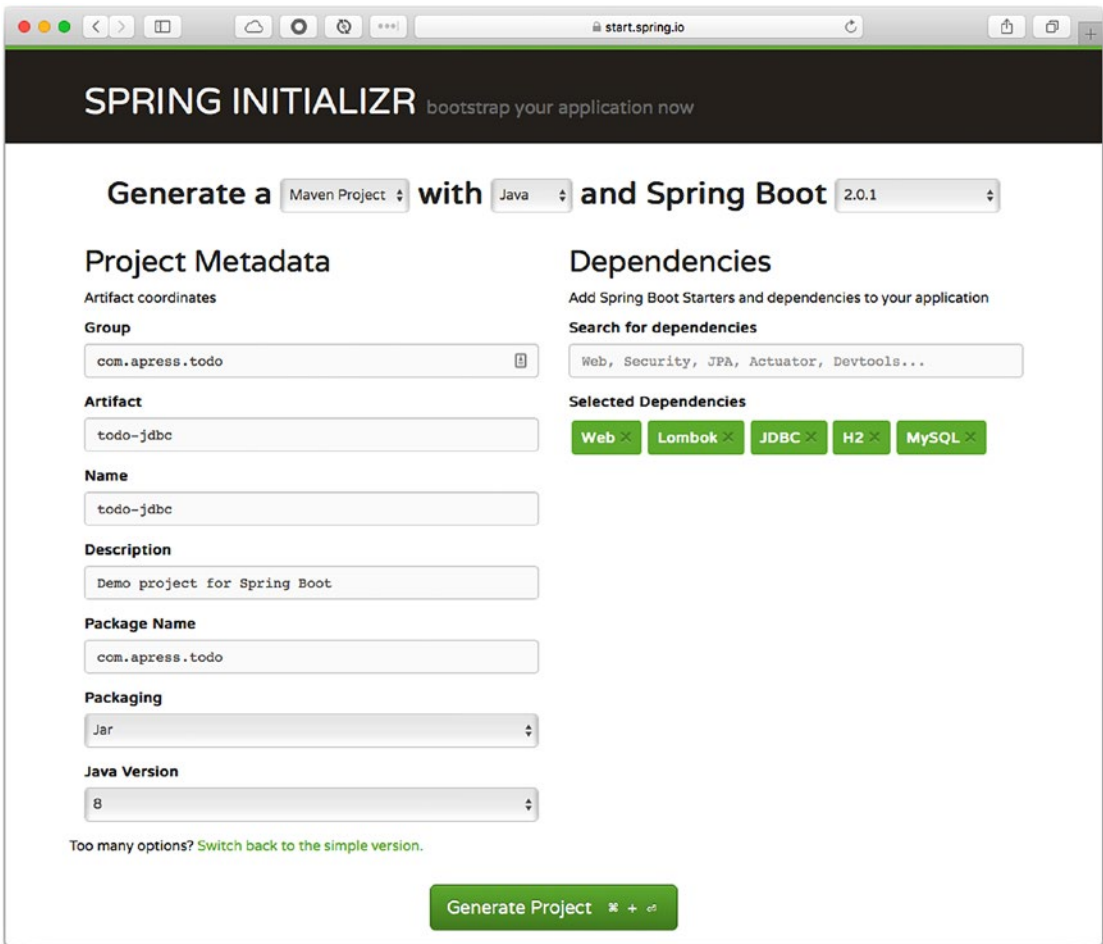 start.spring.io
SPRING INITIALIZR bootstrap your application now
Generate a Maven Project with Java and Spring Boot 2.0.1
Project Metadata
Artifact coordinates
Group
com.apress.todo
Artifact
todo-jdbc
Name
todo-jdbc
Description
Demo project for Spring Boot
Package Name
com.apress.todo
Packaging
Jar
Java Version
8
Too many options? Switch back to the simple version.
Dependencies
Add Spring Boot Starters and dependencies to your application
Search for dependencies
Web, Security, JPA, Actuator, Devtools...
Selected Dependencies
Web × Lombok × JDBC × H2 × MySQL ×
Generate Project ⌘ + ⏎